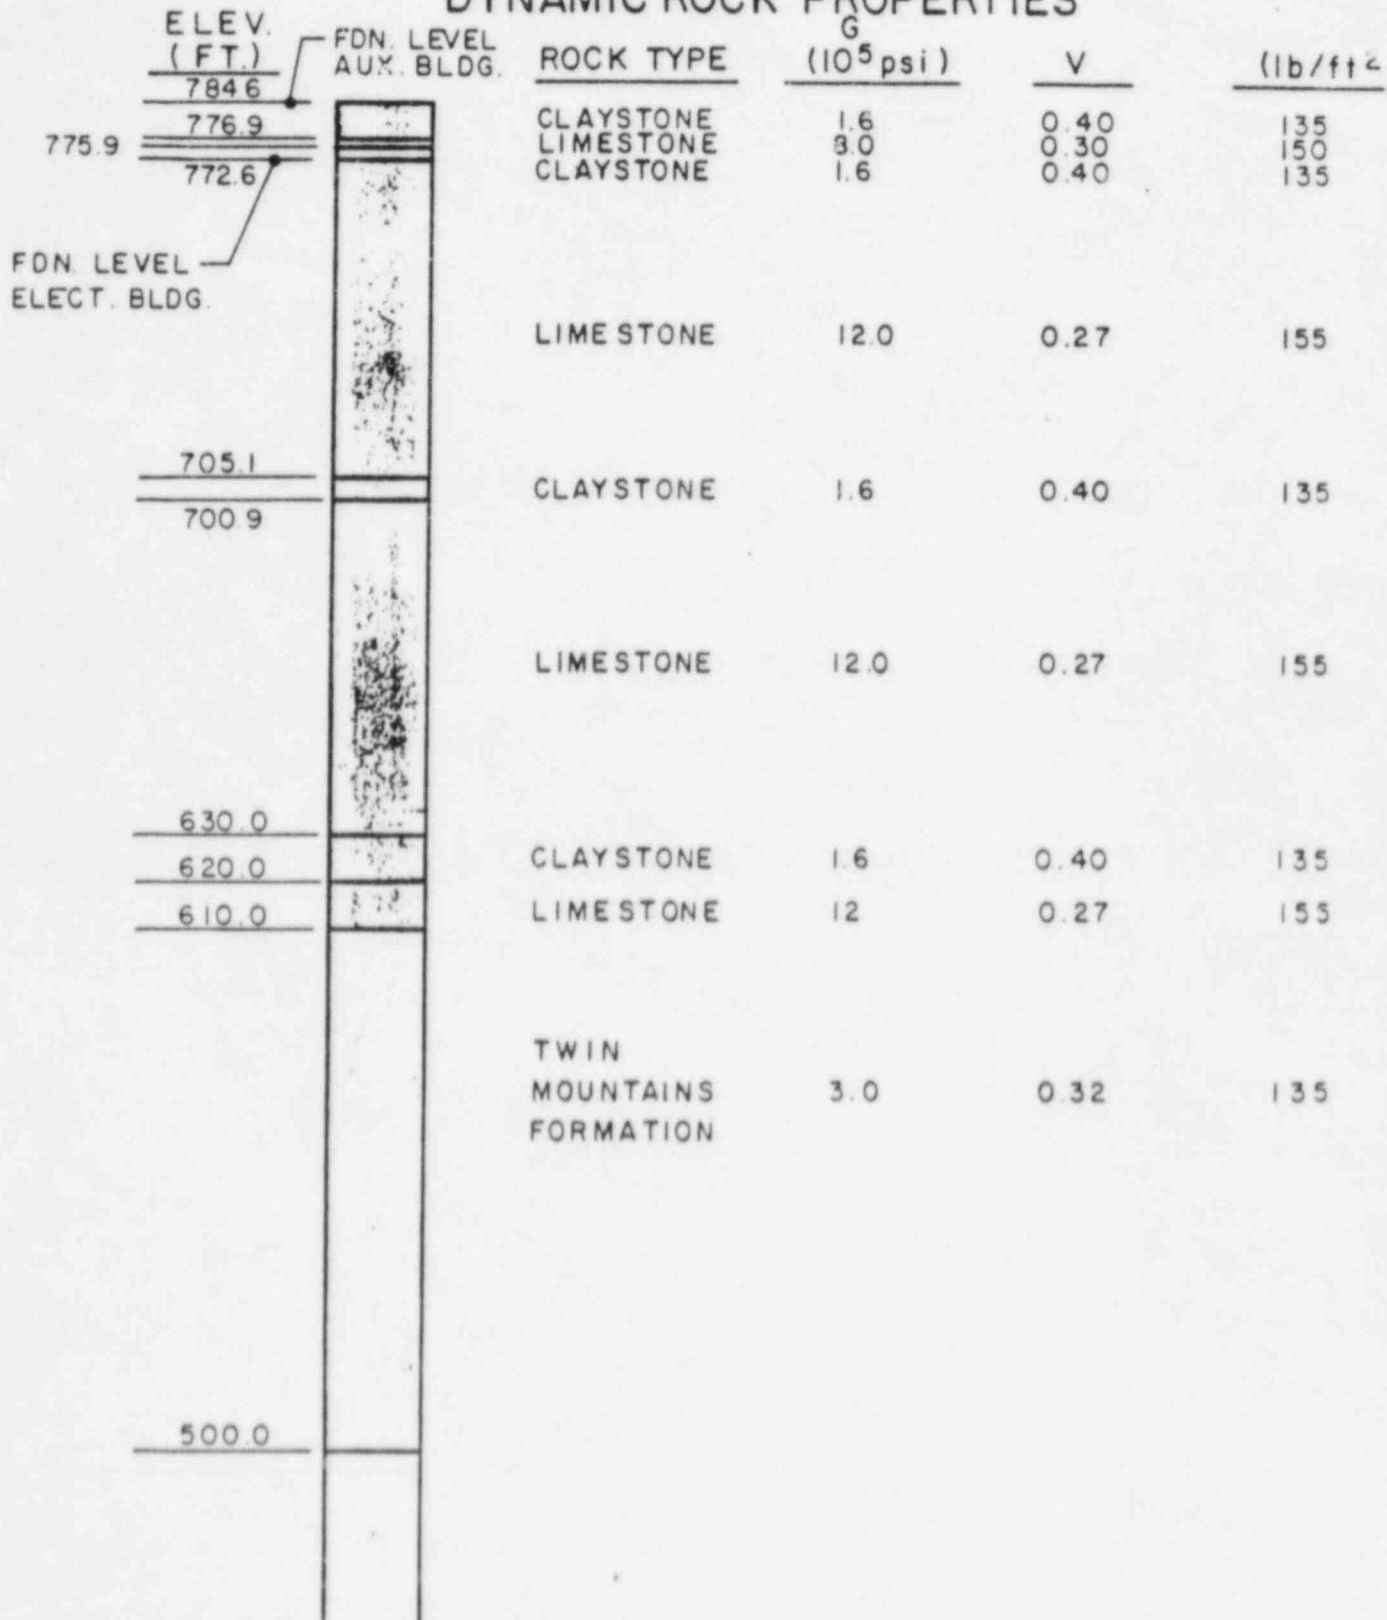 DYNAMIC ROCK PROPERTIES
ELEV.
(FT.)
FDN. LEVEL
AUX. BLDG.
ROCK TYPE
G
(10⁵ psi)
V
(lb/ft²
784.6
776.9
775.9
772.6
CLAYSTONE 1.6 0.40 135
LIMESTONE 3.0 0.30 150
CLAYSTONE 1.6 0.40 135
FDN. LEVEL
ELECT. BLDG.
LIMESTONE 12.0 0.27 155
705.1
CLAYSTONE 1.6 0.40 135
700.9
LIMESTONE 12.0 0.27 155
630.0
CLAYSTONE 1.6 0.40 135
620.0
LIMESTONE 12 0.27 155
610.0
TWIN
MOUNTAINS 3.0 0.32 135
FORMATION
500.0